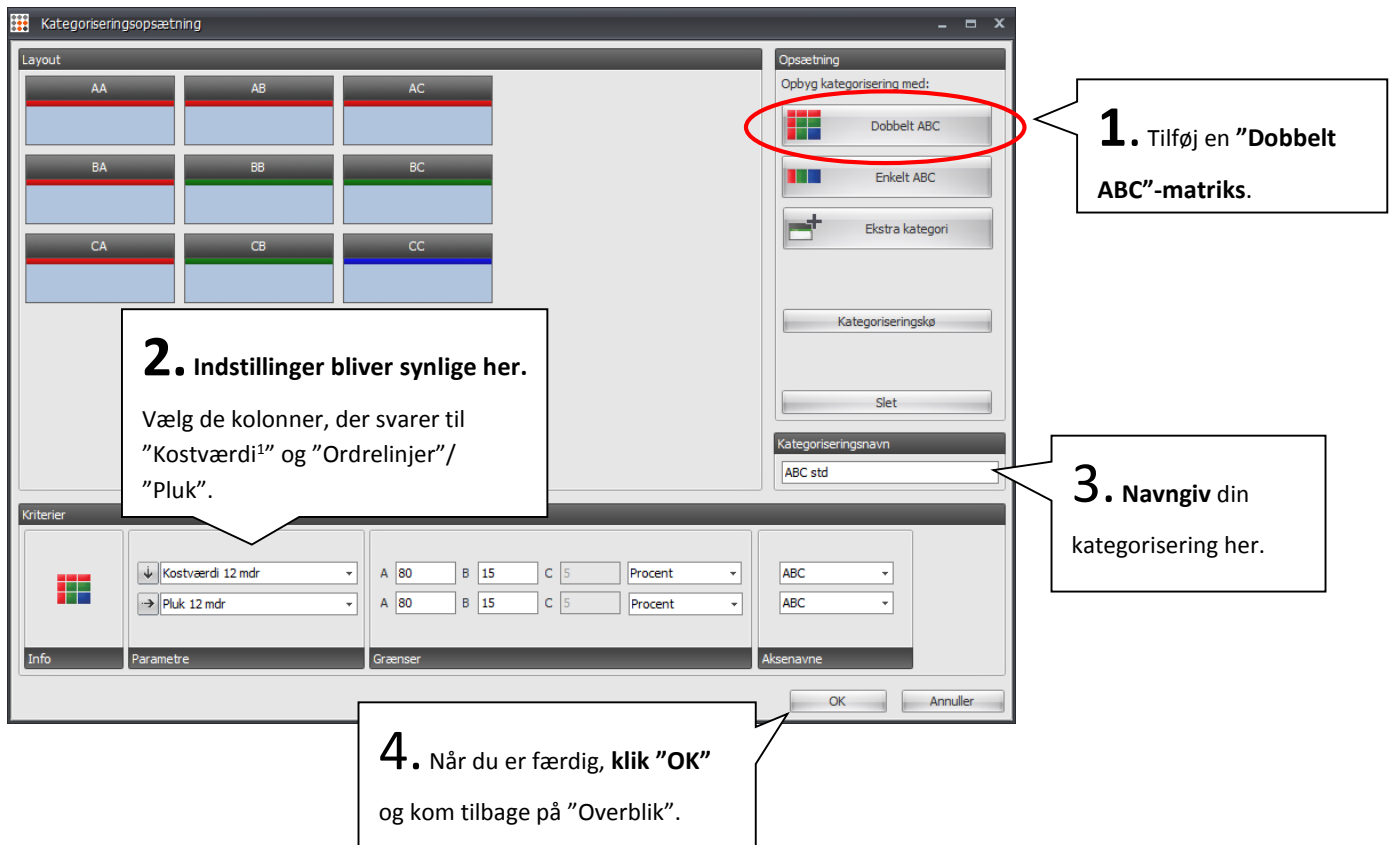 Kategoriseringsopsætning
Layout
AA AB AC
BA BB BC
CA CB CC
Opsætning
Opbyg kategorisering med:
Dobbelt ABC
Enkelt ABC
Ekstra kategori
Kategoriseringskø
Slet
Kategoriseringsnavn
ABC std
1. Tilføj en ”Dobbelt
ABC”-matriks.
2. Indstillinger bliver synlige her.
Vælg de kolonner, der svarer til
”Kostværdi¹” og ”Ordrelinjer”/
”Pluk”.
3. Navngiv din
kategorisering her.
Kriterier
Kostværdi 12 mdr A 80 B 15 C 5 Procent ABC
Pluk 12 mdr A 80 B 15 C 5 Procent ABC
Info Parametre Grænser Aksenavne
OK Annuller
4. Når du er færdig, klik ”OK”
og kom tilbage på ”Overblik”.